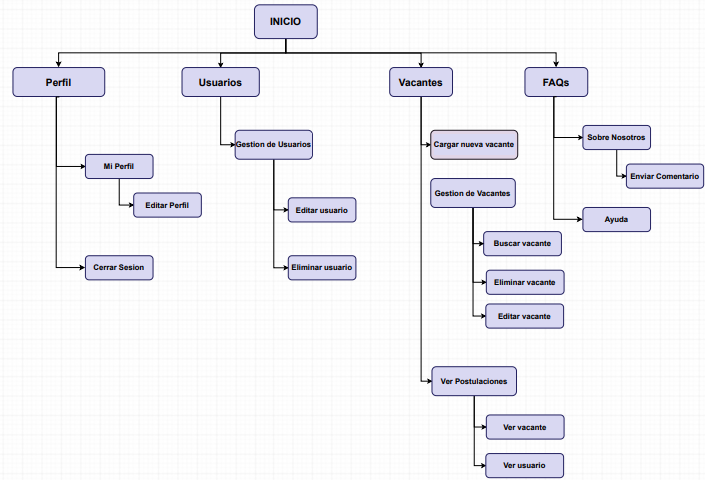 INICIO
Perfil
Usuarios
Vacantes
FAQs
Mi Perfil
Editar Perfil
Cerrar Sesion
Gestion de Usuarios
Editar usuario
Eliminar usuario
Cargar nueva vacante
Gestion de Vacantes
Buscar vacante
Eliminar vacante
Editar vacante
Ver Postulaciones
Ver vacante
Ver usuario
Sobre Nosotros
Enviar Comentario
Ayuda